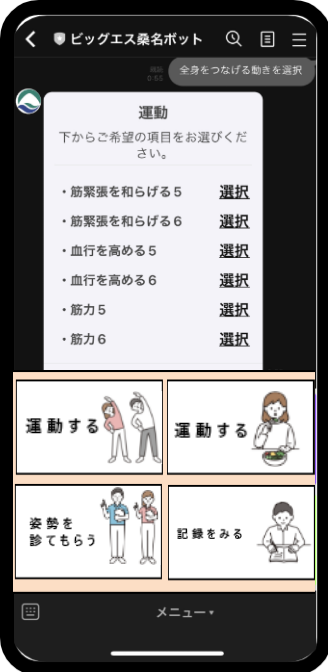 ビッグエス桑名ボット
既読
0:55
全身をつなげる動きを選択
運動
下からご希望の項目をお選びくだ
さい。
・筋緊張を和らげる５ 選択
・筋緊張を和らげる６ 選択
・血行を高める５ 選択
・血行を高める６ 選択
・筋力５ 選択
・筋力６ 選択
運動する
運動する
姿勢を
診てもらう
記録をみる
メニュー▾